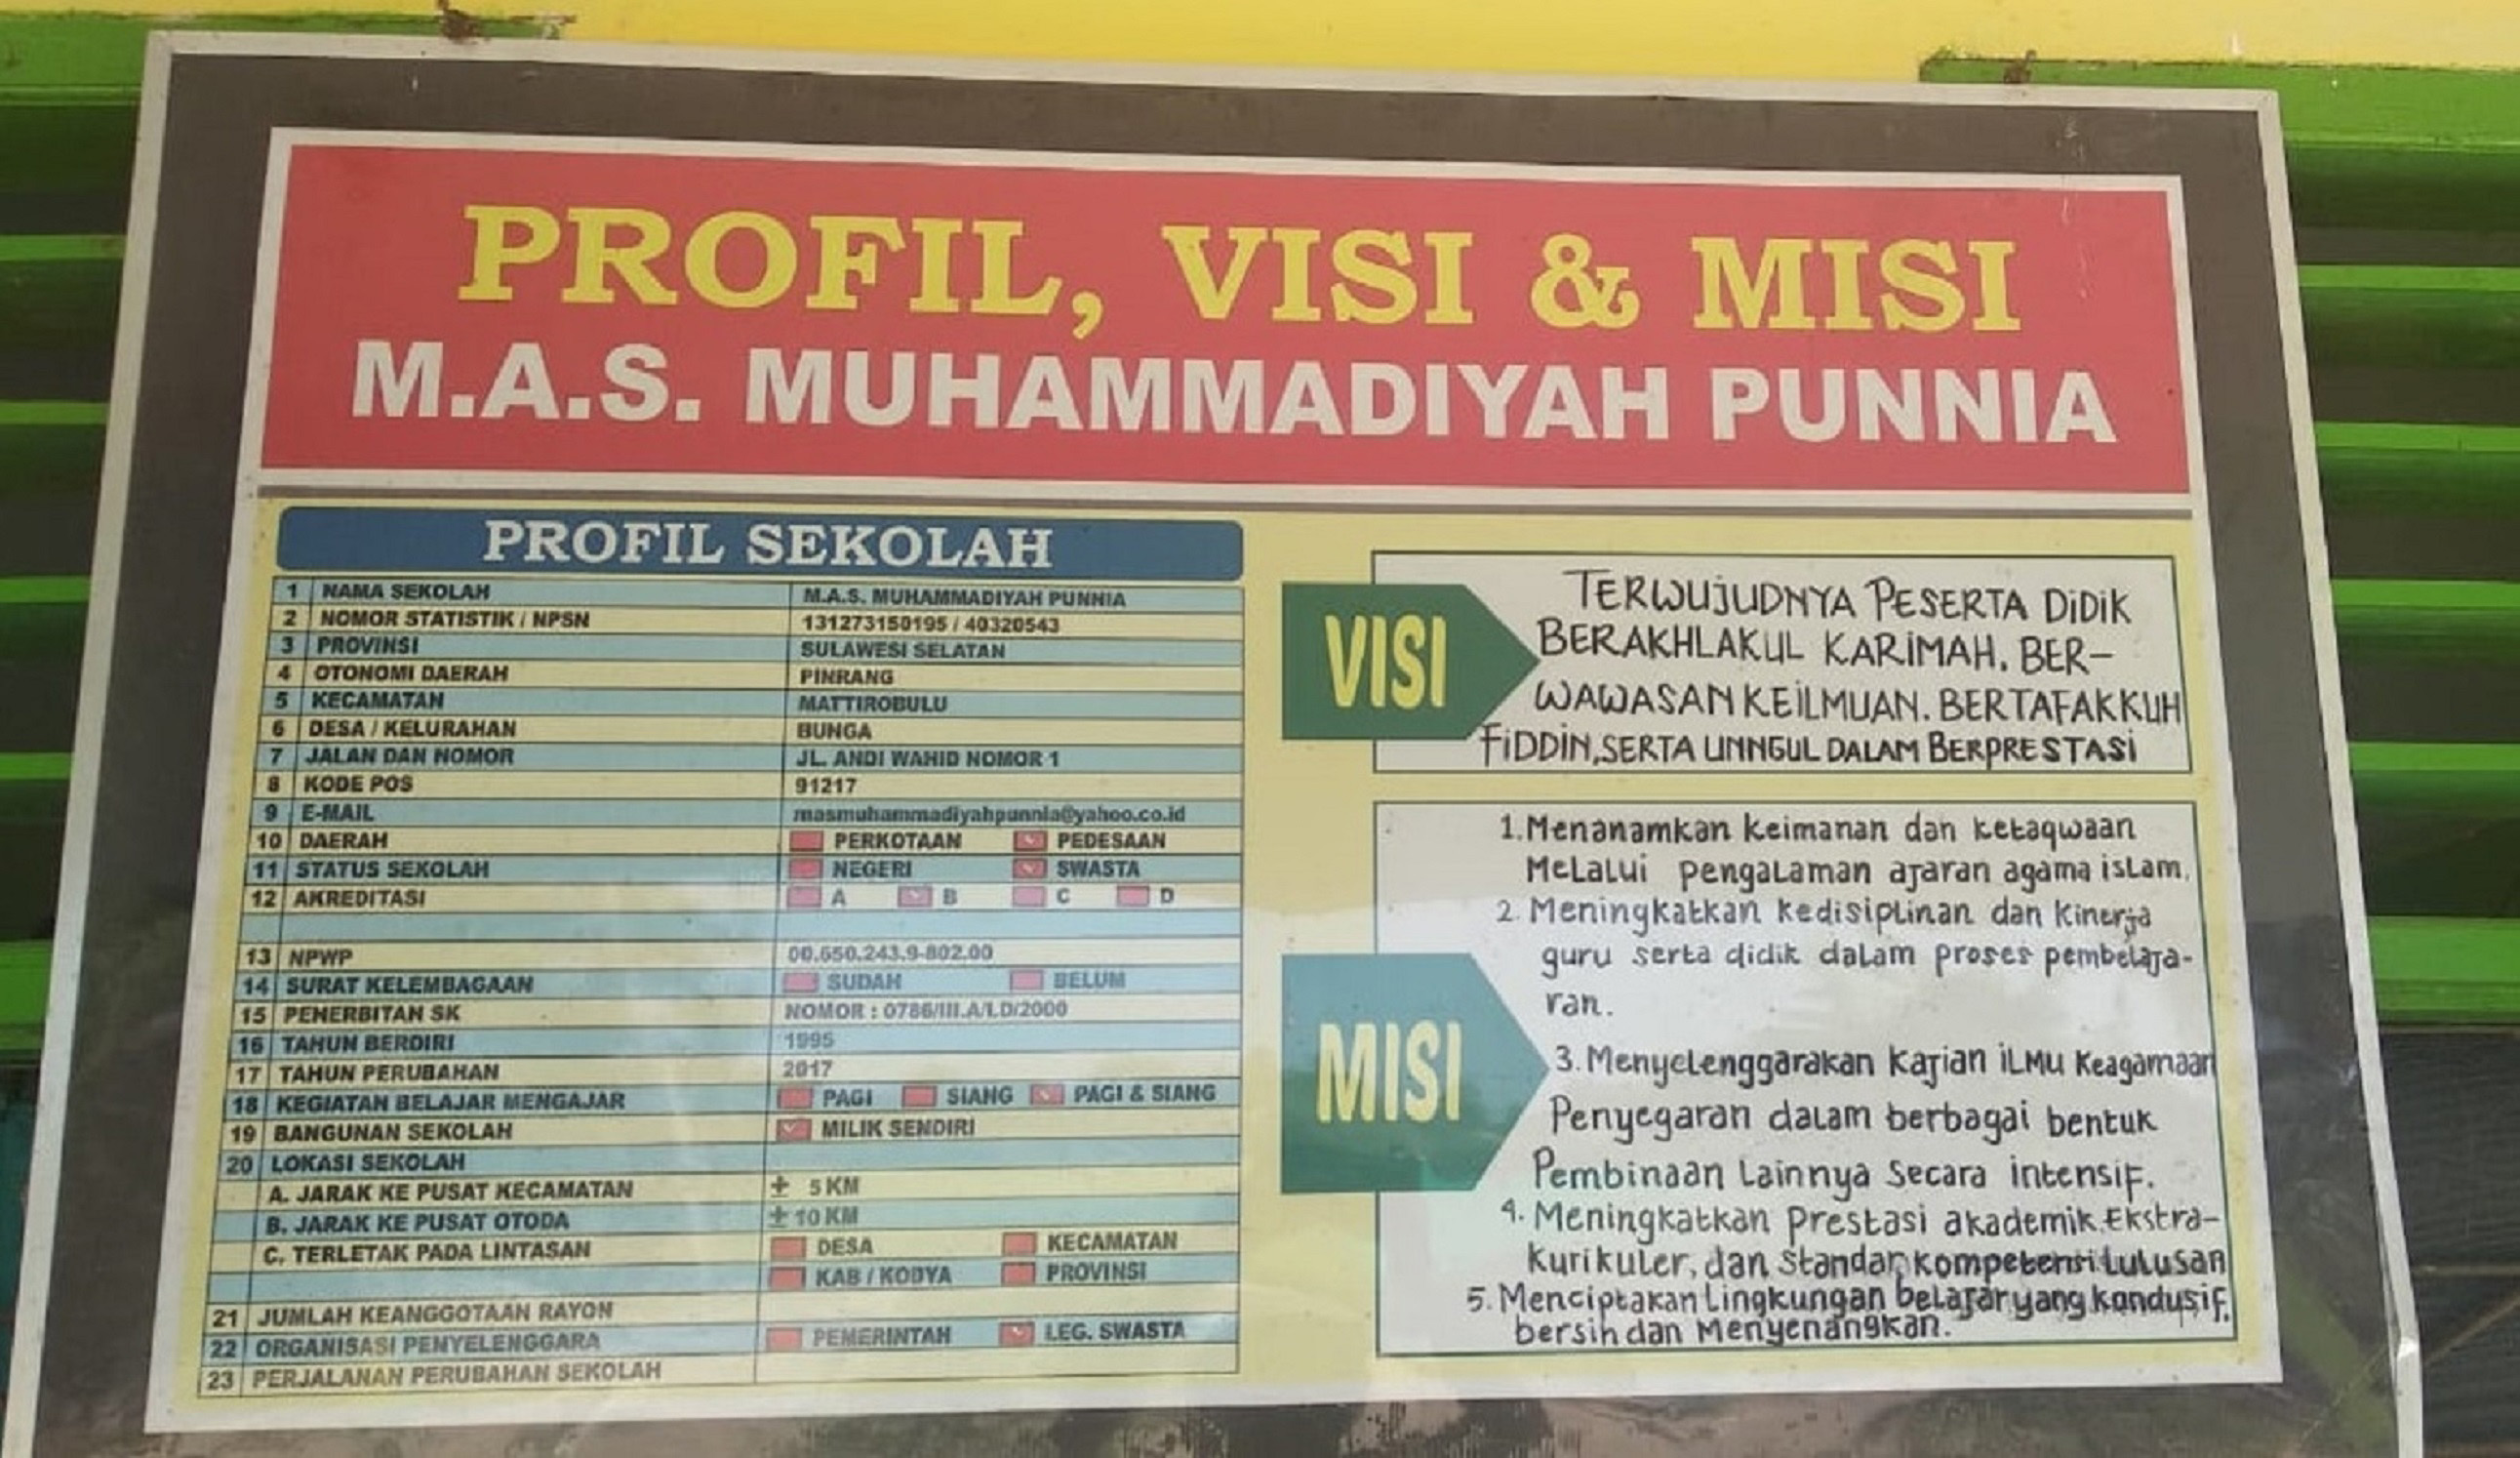 PROFIL, VISI & MISI
M.A.S. MUHAMMADIYAH PUNNIA
PROFIL SEKOLAH
1 NAMA SEKOLAH M.A.S. MUHAMMADIYAH PUNNIA
2 NOMOR STATISTIK / NPSN 131273150195 / 40320543
3 PROVINSI SULAWESI SELATAN
4 OTONOMI DAERAH PINRANG
5 KECAMATAN MATTIROBULU
6 DESA / KELURAHAN BUNGA
7 JALAN DAN NOMOR JL. ANDI WAHID NOMOR 1
8 KODE POS 91217
9 E-MAIL masmuhammadiyahpunnia@yahoo.co.id
10 DAERAH PERKOTAAN PEDESAAN
11 STATUS SEKOLAH NEGERI SWASTA
12 AKREDITASI A B C D
13 NPWP 00.650.243.9-802.00
14 SURAT KELEMBAGAAN SUDAH BELUM
15 PENERBITAN SK NOMOR : 0786/III.A/I.D/2000
16 TAHUN BERDIRI 1995
17 TAHUN PERUBAHAN 2017
18 KEGIATAN BELAJAR MENGAJAR PAGI SIANG PAGI & SIANG
19 BANGUNAN SEKOLAH MILIK SENDIRI
20 LOKASI SEKOLAH
A. JARAK KE PUSAT KECAMATAN ± 5 KM
B. JARAK KE PUSAT OTODA ± 10 KM
C. TERLETAK PADA LINTASAN DESA KECAMATAN
KAB / KODYA PROVINSI
21 JUMLAH KEANGGOTAAN RAYON
22 ORGANISASI PENYELENGGARA PEMERINTAH LEG. SWASTA
23 PERJALANAN PERUBAHAN SEKOLAH
VISI
TERWUJUDNYA PESERTA DIDIK
BERAKHLAKUL KARIMAH. BER-
WAWASAN KEILMUAN. BERTAFAKKUH
FIDDIN,SERTA UNNGUL DALAM BERPRESTASI
MISI
1.Menanamkan keimanan dan ketaqwaan
Melalui pengalaman ajaran agama islam.
2. Meningkatkan kedisiplinan dan kinerja
guru serta didik dalam proses pembelaja-
ran.
3. Menyelenggarakan kajian ilmu keagamaan
Penyegaran dalam berbagai bentuk
Pembinaan lainnya secara intensif.
4. Meningkatkan prestasi akademik. Ekstra-
kurikuler, dan standar kompetensi lulusan
5. Menciptakan lingkungan belajar yang kondusif,
bersih dan menyenangkan.